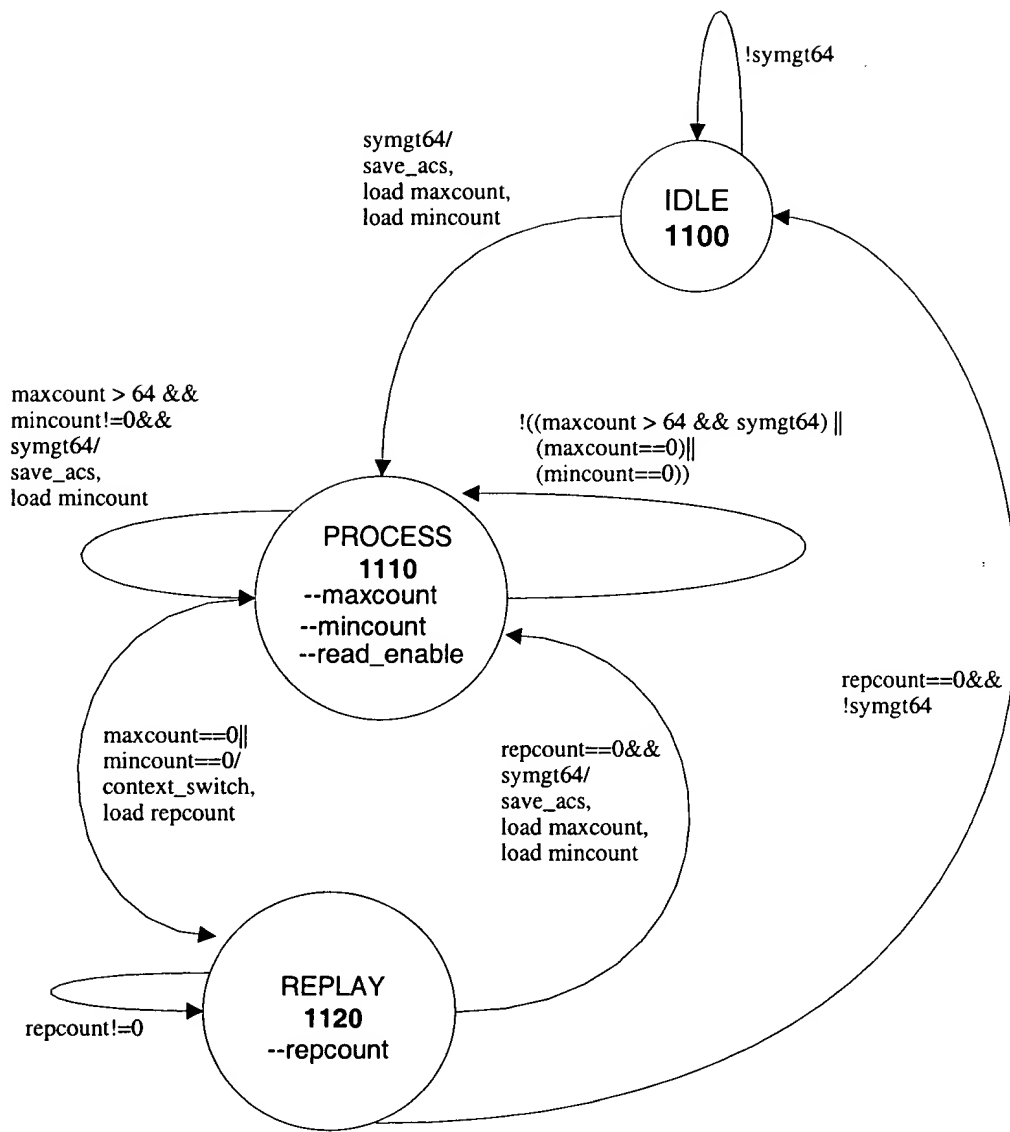 !symgt64
symgt64/
save_acs,
load maxcount,
load mincount
IDLE
1100
maxcount > 64 &&
mincount!=0&&
symgt64/
save_acs,
load mincount
!((maxcount > 64 && symgt64) ||
(maxcount==0)||
(mincount==0))
PROCESS
1110
--maxcount
--mincount
--read_enable
repcount==0&&
!symgt64
maxcount==0||
mincount==0/
context_switch,
load repcount
repcount==0&&
symgt64/
save_acs,
load maxcount,
load mincount
REPLAY
1120
--repcount
repcount!=0